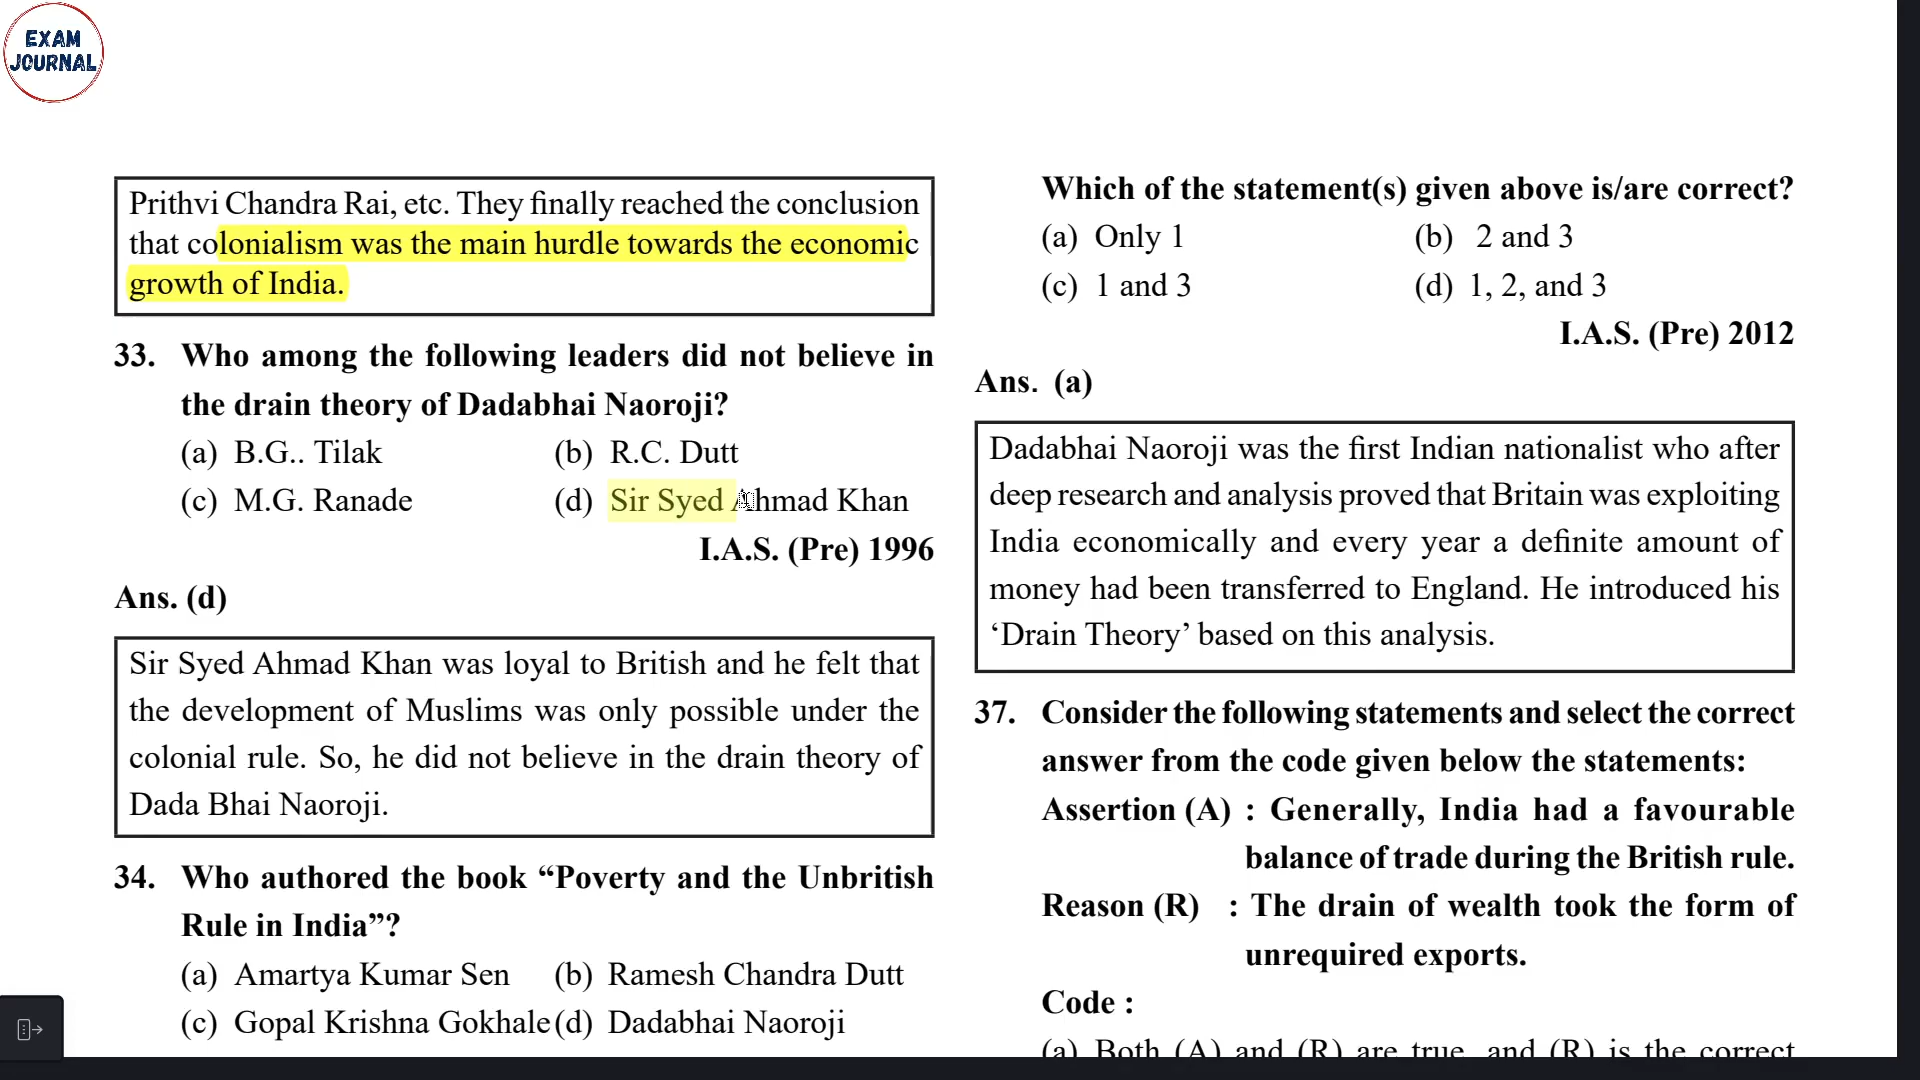 EXAM
JOURNAL
Prithvi Chandra Rai, etc. They finally reached the conclusion
that colonialism was the main hurdle towards the economic
growth of India.
33. Who among the following leaders did not believe in
the drain theory of Dadabhai Naoroji?
(a) B.G.. Tilak (b) R.C. Dutt
(c) M.G. Ranade (d) Sir Syed Ahmad Khan
I.A.S. (Pre) 1996
Ans. (d)
Sir Syed Ahmad Khan was loyal to British and he felt that
the development of Muslims was only possible under the
colonial rule. So, he did not believe in the drain theory of
Dada Bhai Naoroji.
34. Who authored the book “Poverty and the Unbritish
Rule in India”?
(a) Amartya Kumar Sen (b) Ramesh Chandra Dutt
(c) Gopal Krishna Gokhale (d) Dadabhai Naoroji
Which of the statement(s) given above is/are correct?
(a) Only 1 (b) 2 and 3
(c) 1 and 3 (d) 1, 2, and 3
I.A.S. (Pre) 2012
Ans. (a)
Dadabhai Naoroji was the first Indian nationalist who after
deep research and analysis proved that Britain was exploiting
India economically and every year a definite amount of
money had been transferred to England. He introduced his
‘Drain Theory’ based on this analysis.
37. Consider the following statements and select the correct
answer from the code given below the statements:
Assertion (A) : Generally, India had a favourable
balance of trade during the British rule.
Reason (R) : The drain of wealth took the form of
unrequired exports.
Code :
(a) Both (A) and (R) are true, and (R) is the correct